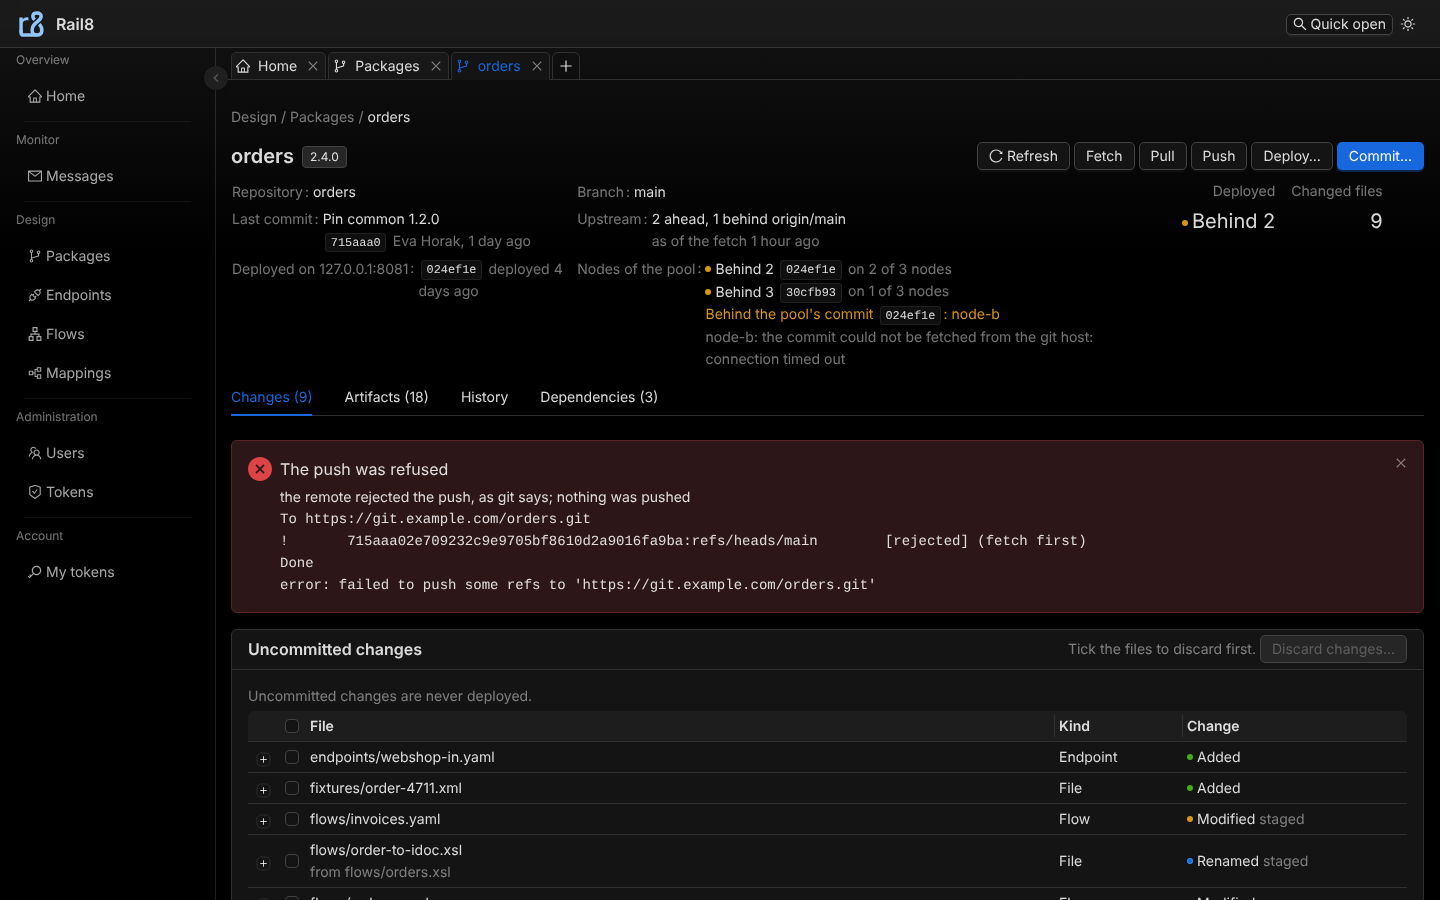 Rail8
Quick open
Overview
Home
Monitor
Messages
Design
Packages
Endpoints
Flows
Mappings
Administration
Users
Tokens
Account
My tokens
Home
Packages
orders
Design / Packages / orders
orders 2.4.0
Refresh
Fetch
Pull
Push
Deploy...
Commit...
Repository: orders
Branch: main
Last commit: Pin common 1.2.0
715aaa0 Eva Horak, 1 day ago
Upstream: 2 ahead, 1 behind origin/main
as of the fetch 1 hour ago
Deployed on 127.0.0.1:8081: 024ef1e deployed 4
days ago
Nodes of the pool: Behind 2 024ef1e on 2 of 3 nodes
Behind 3 30cfb93 on 1 of 3 nodes
Behind the pool's commit 024ef1e : node-b
node-b: the commit could not be fetched from the git host:
connection timed out
Deployed
Behind 2
Changed files
9
Changes (9)
Artifacts (18)
History
Dependencies (3)
The push was refused
the remote rejected the push, as git says; nothing was pushed
To https://git.example.com/orders.git
! 715aaa02e709232c9e9705bf8610d2a9016fa9ba:refs/heads/main [rejected] (fetch first)
Done
error: failed to push some refs to 'https://git.example.com/orders.git'
Uncommitted changes
Tick the files to discard first.
Discard changes...
Uncommitted changes are never deployed.
File Kind Change
endpoints/webshop-in.yaml Endpoint Added
fixtures/order-4711.xml File Added
flows/invoices.yaml Flow Modified staged
flows/order-to-idoc.xsl File Renamed staged
from flows/orders.xsl